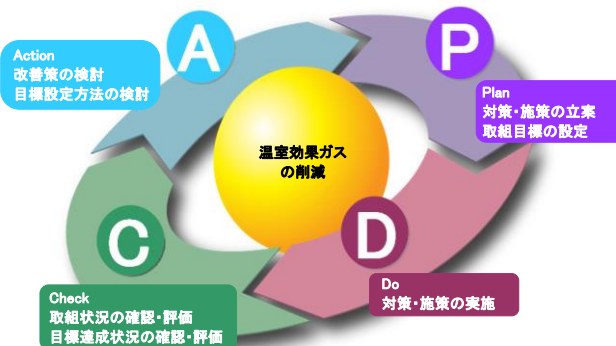 A
P
Action
改善策の検討
目標設定方法の検討
Plan
対策・施策の立案
取組目標の設定
温室効果ガス
の削減
C
D
Check
取組状況の確認・評価
目標達成状況の確認・評価
Do
対策・施策の実施